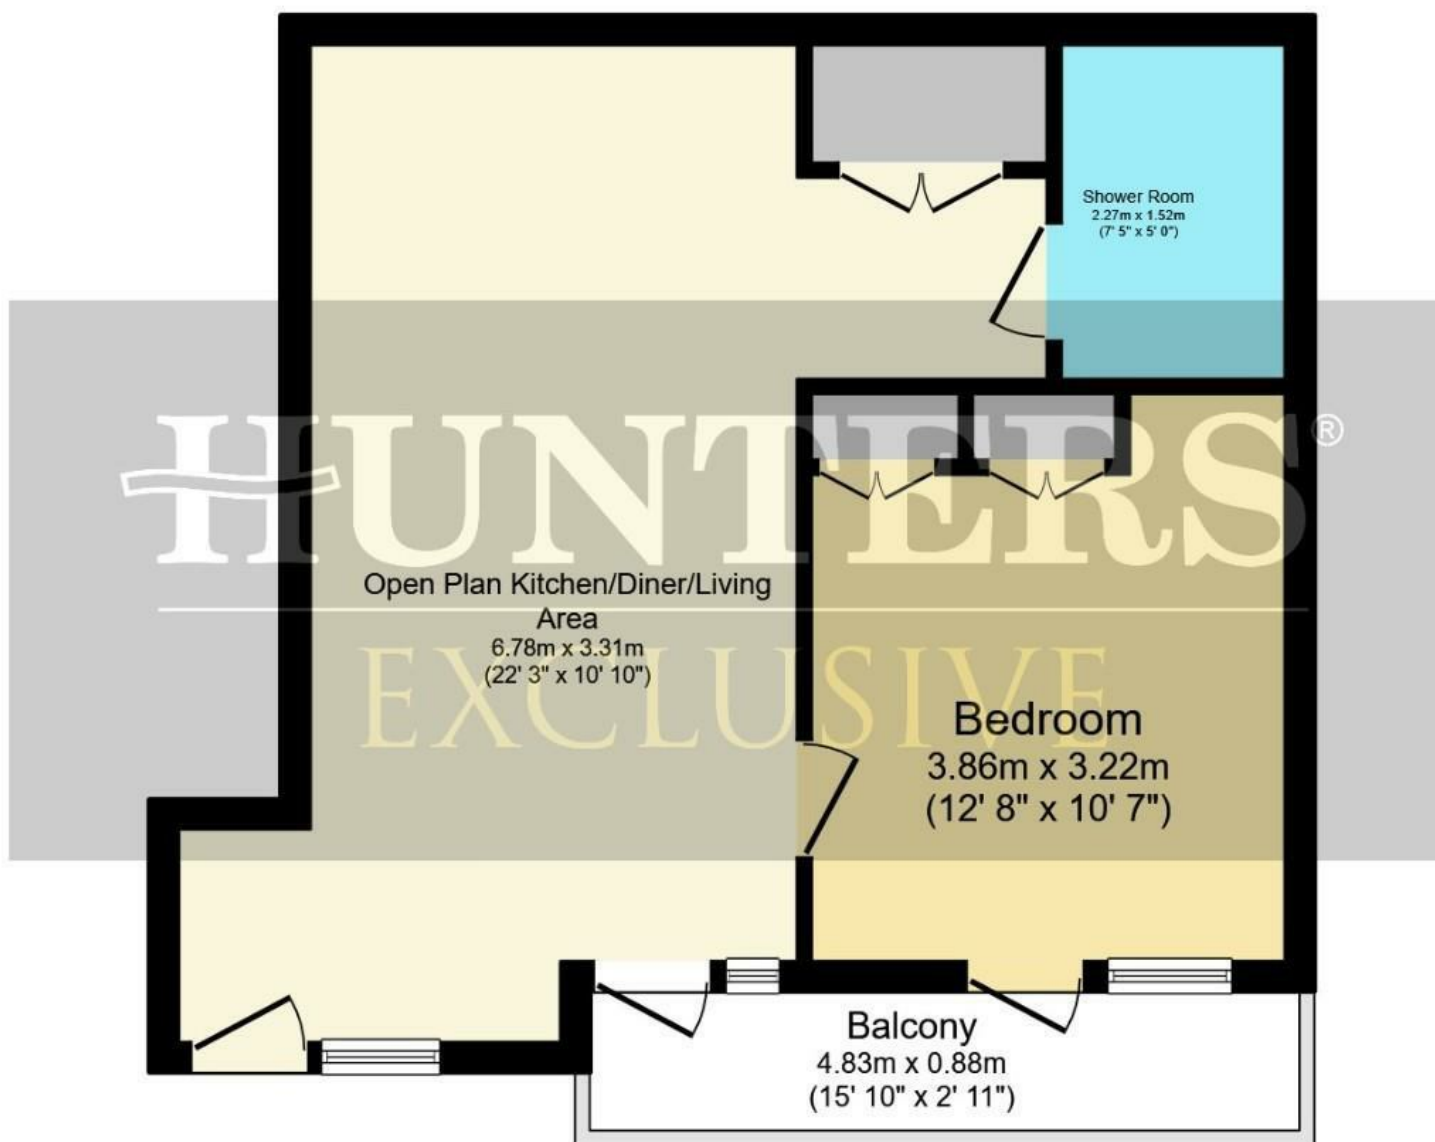 Shower Room
2.27m x 1.52m
(7' 5" x 5' 0")
HUNTERS®
EXCLUSIVE
Open Plan Kitchen/Diner/Living
Area
6.78m x 3.31m
(22' 3" x 10' 10")
Bedroom
3.86m x 3.22m
(12' 8" x 10' 7")
Balcony
4.83m x 0.88m
(15' 10" x 2' 11")